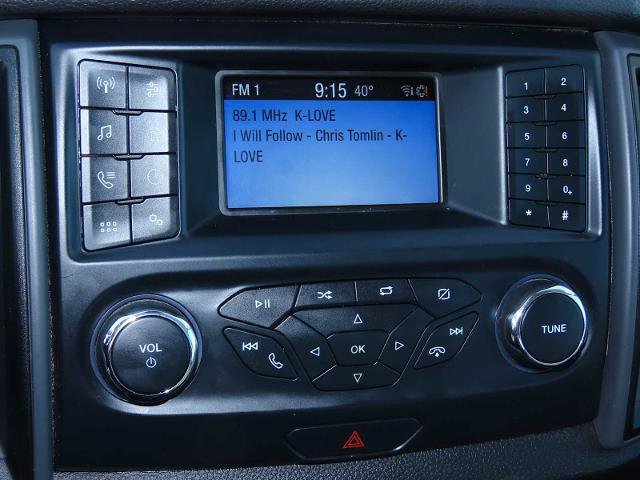 FM 1 9:15 40°
89.1 MHz K-LOVE
I Will Follow - Chris Tomlin - K-
LOVE
1 2
3 4
5 6
7 8
9 0+
* #
VOL
OK
TUNE